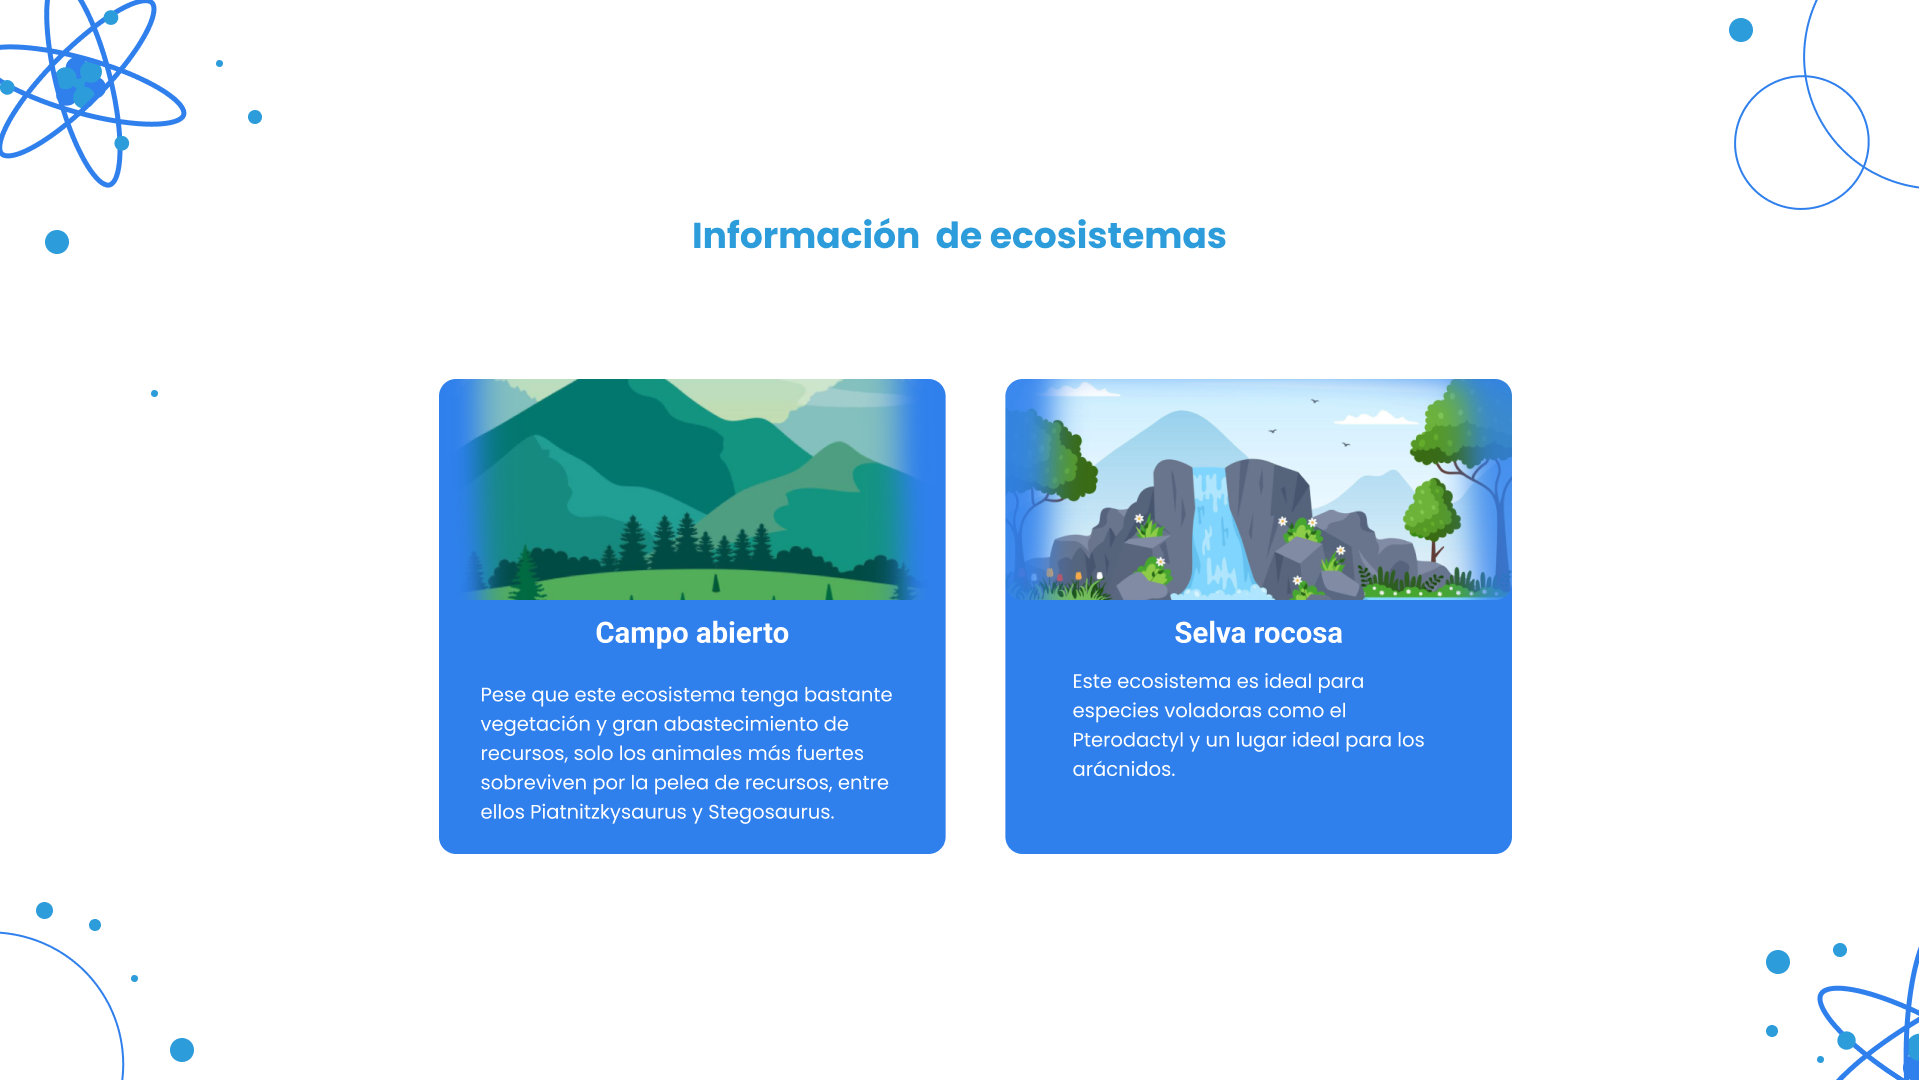 Información  de ecosistemas
Campo abierto
Pese que este ecosistema tenga bastante
vegetación y gran abastecimiento de
recursos, solo los animales más fuertes
sobreviven por la pelea de recursos, entre
ellos Piatnitzkysaurus y Stegosaurus.
Selva rocosa
Este ecosistema es ideal para
especies voladoras como el
Pterodactyl y un lugar ideal para los
arácnidos.